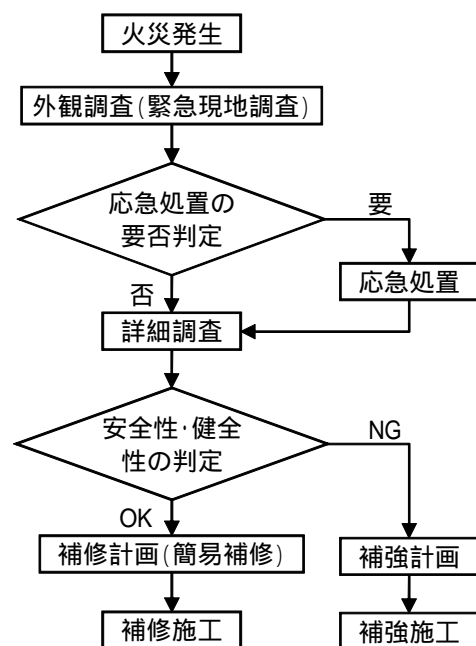 火災発生
外観調査(緊急現地調査)
応急処置の
要否判定
要
応急処置
否
詳細調査
安全性･健全
性の判定
NG
OK
補修計画(簡易補修)
補強計画
補修施工
補強施工